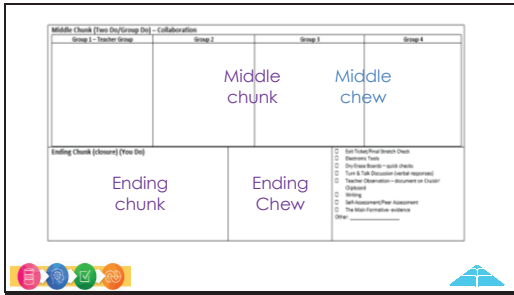 Middle Chunk (Two Do/Group Do) – Collaboration
Group 1 – Teacher Group
Group 2
Group 3
Group 4
Middle
chunk
Middle
chew
Ending Chunk (closure) (You Do)
Ending
chunk
Ending
Chew
Exit Ticket/Final Stretch Check
Electronic Tools
Dry Erase Boards – quick checks
Turn & Talk Discussion (verbal responses)
Teacher Observation – document on
Clipboard
Writing
Self-Assessment/Peer Assessment
The Main Formative- evidence
Other: ____________